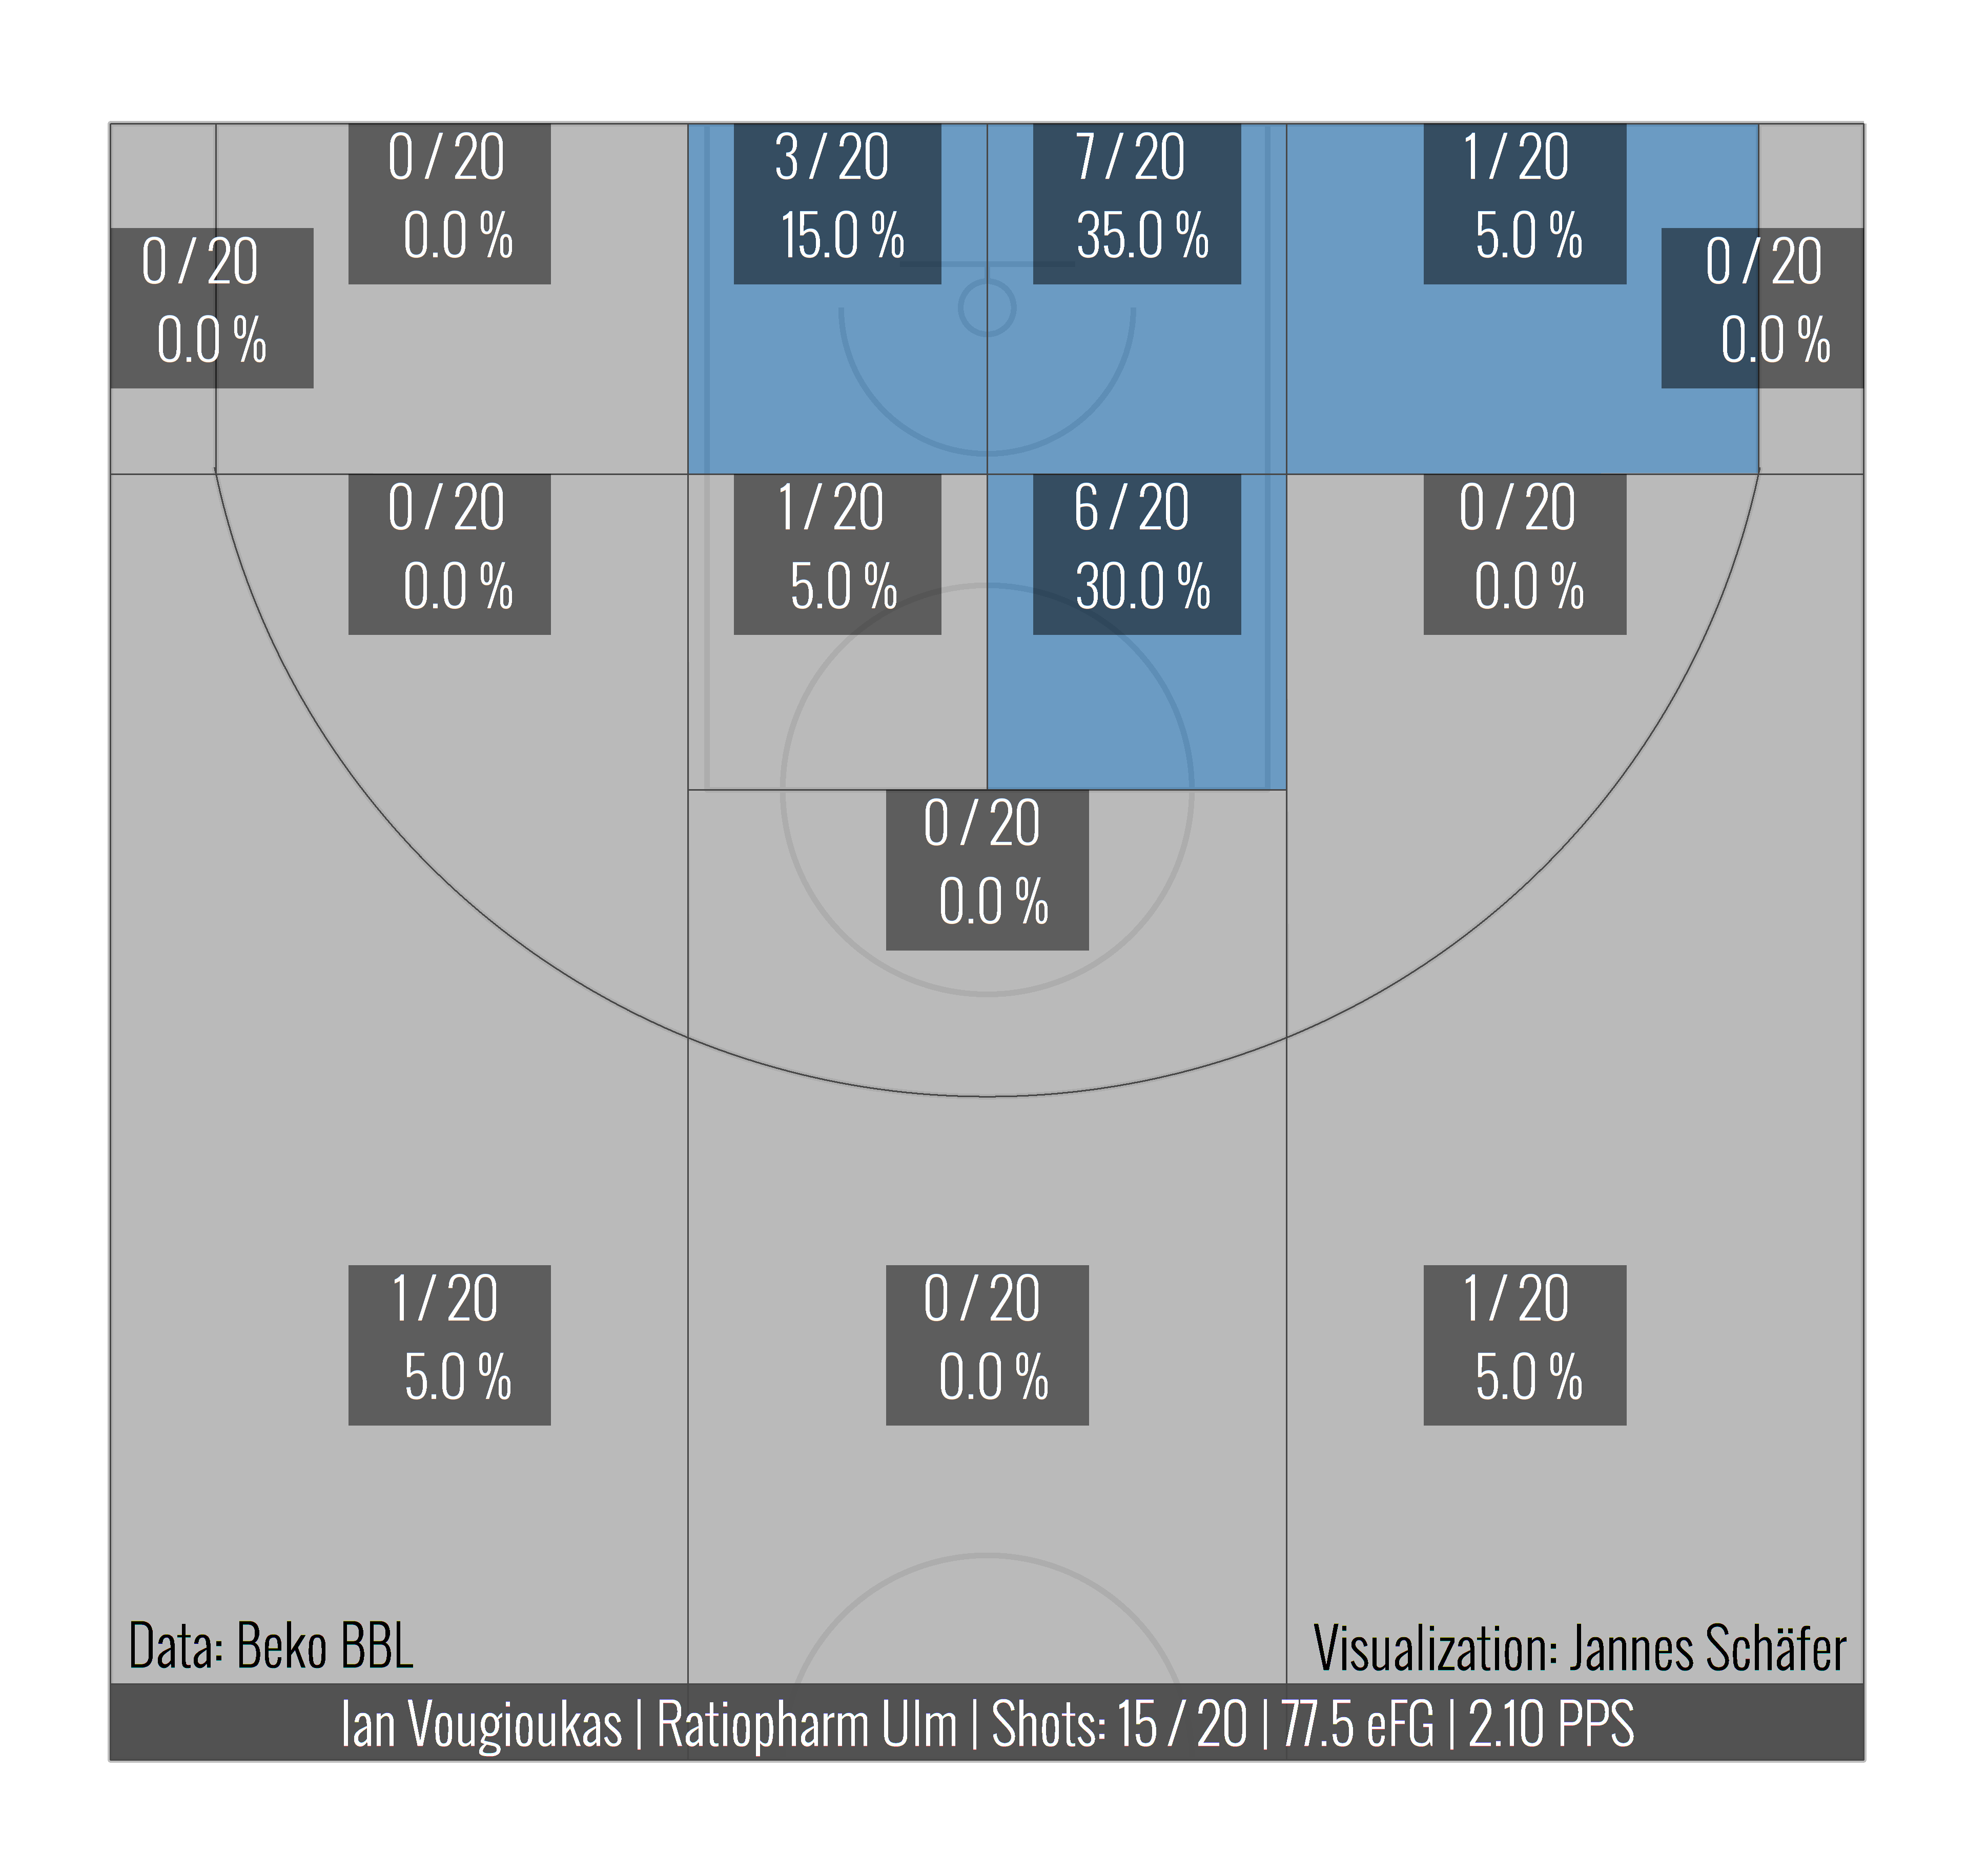 0 / 20
0.0 %
3 / 20
15.0 %
7 / 20
35.0 %
1 / 20
5.0 %
0 / 20
0.0 %
0 / 20
0.0 %
0 / 20
0.0 %
1 / 20
5.0 %
6 / 20
30.0 %
0 / 20
0.0 %
0 / 20
0.0 %
1 / 20
5.0 %
0 / 20
0.0 %
1 / 20
5.0 %
Data: Beko BBL
Visualization: Jannes Schäfer
Ian Vougioukas | Ratiopharm Ulm | Shots: 15 / 20 | 77.5 eFG | 2.10 PPS